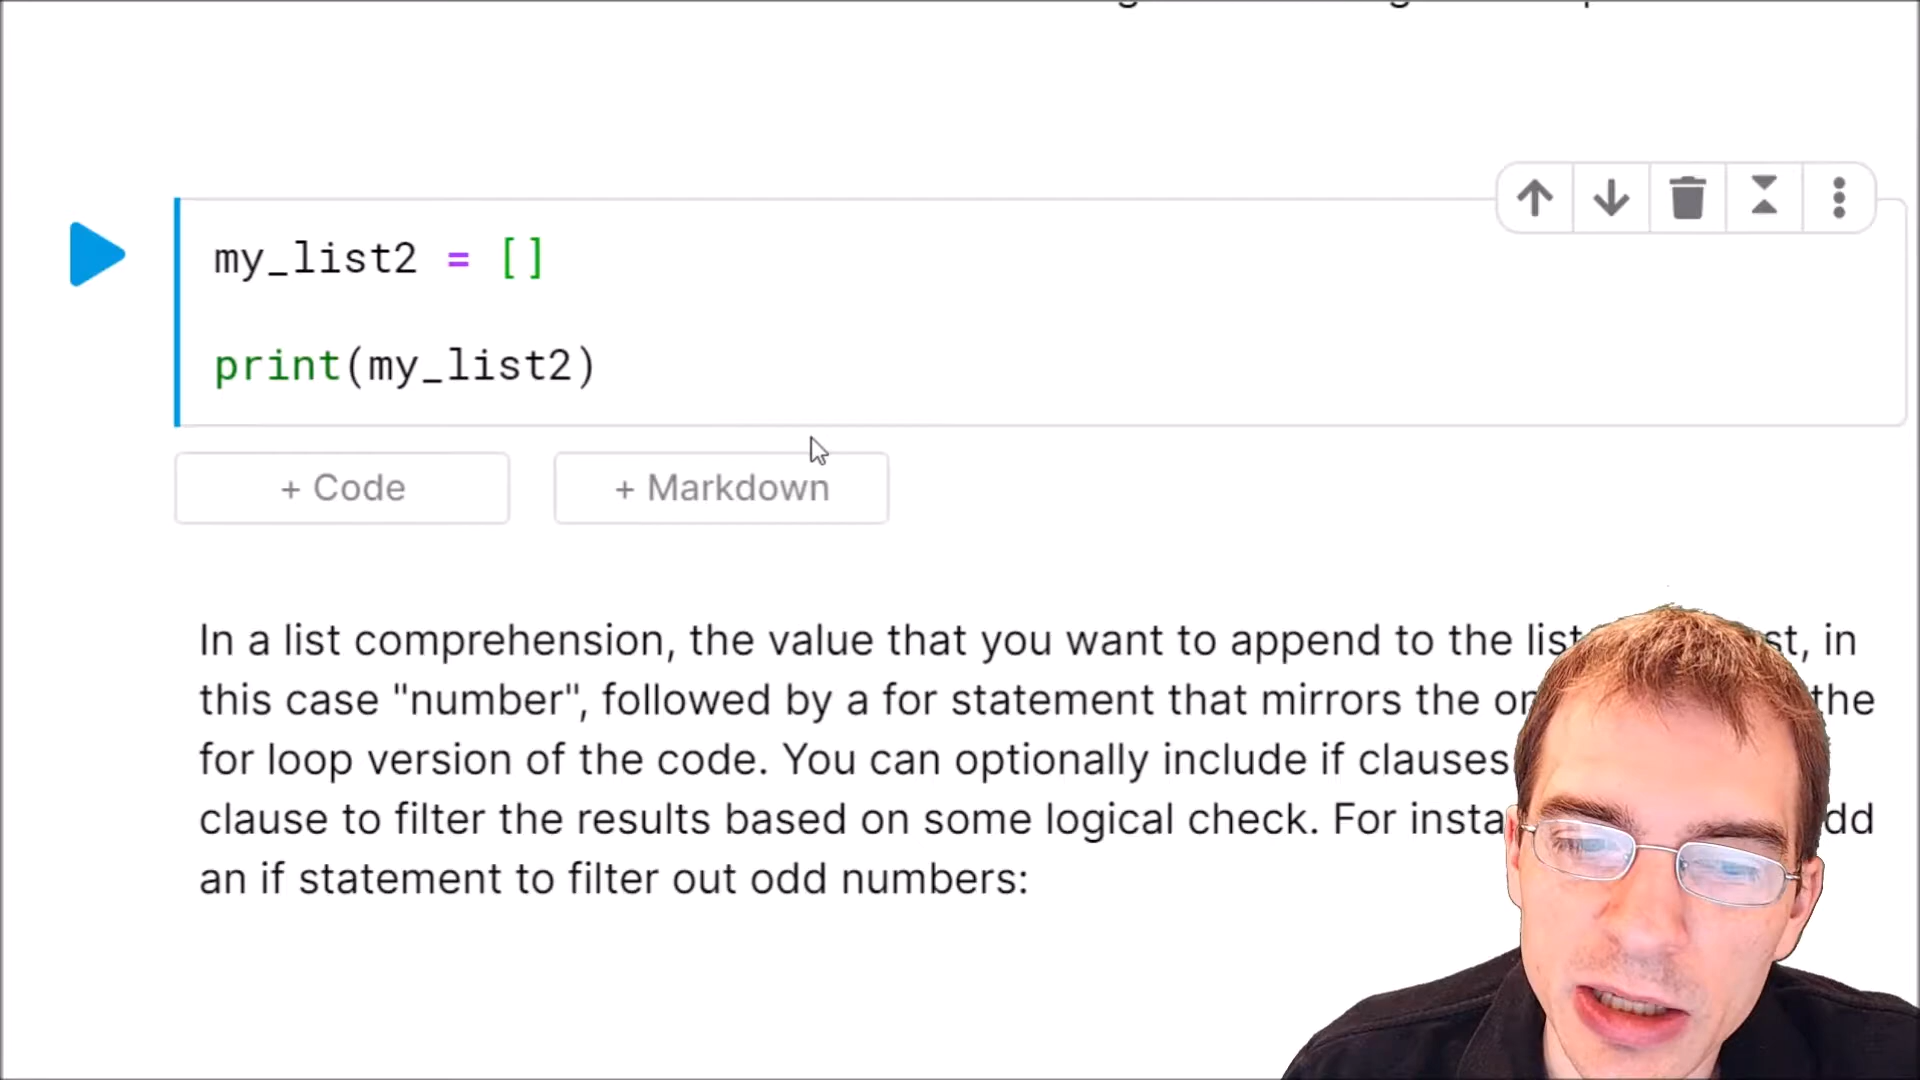 my_list2 = []
print(my_list2)
+ Code
+ Markdown
In a list comprehension, the value that you want to append to the list st, in
this case "number", followed by a for statement that mirrors the the
for loop version of the code. You can optionally include if clauses
clause to filter the results based on some logical check. For
an if statement to filter out odd numbers: